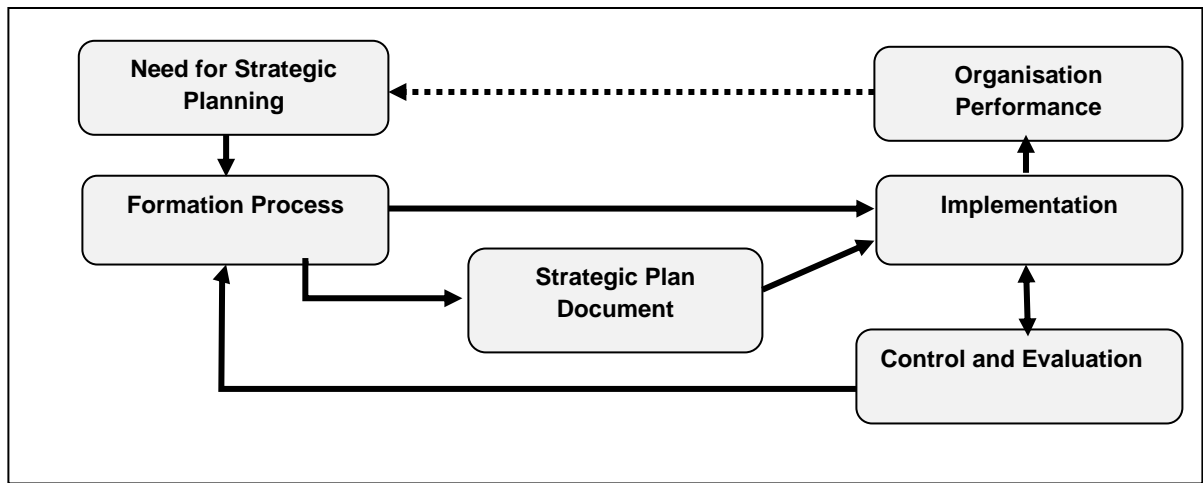 Need for Strategic
Planning
Organisation
Performance
Formation Process
Implementation
Strategic Plan
Document
Control and Evaluation